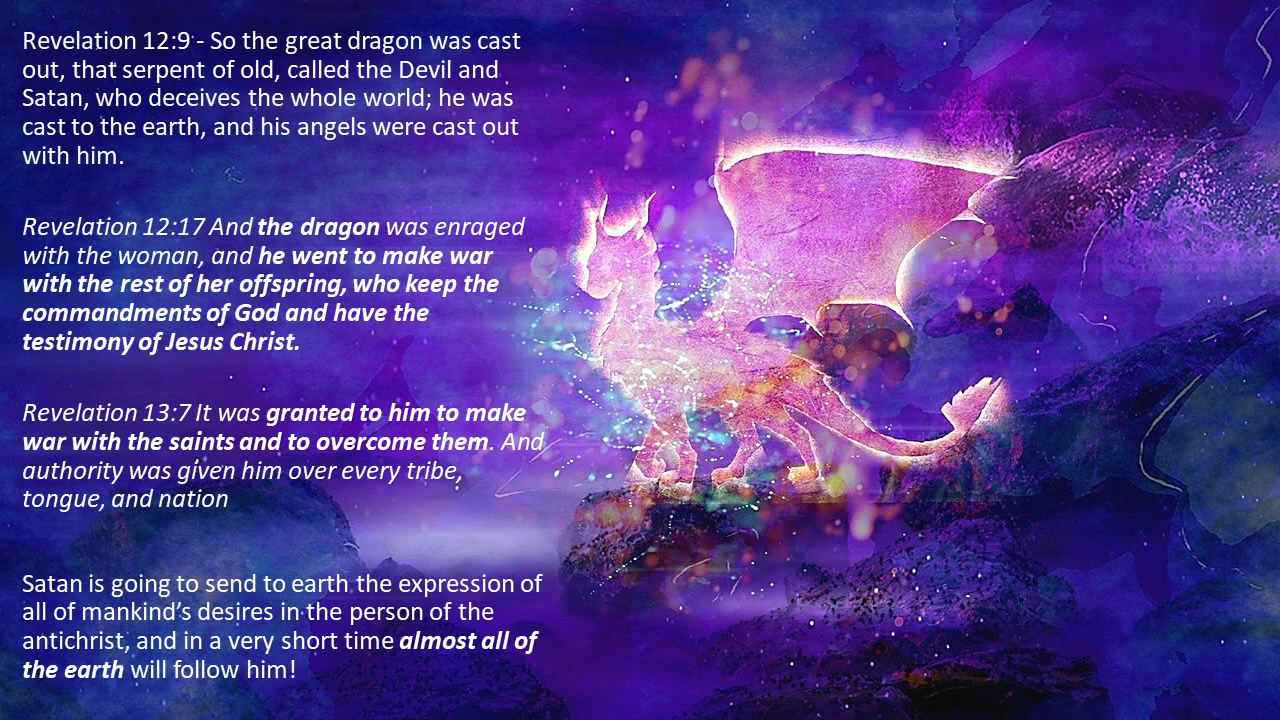 Revelation 12:9 - So the great dragon was cast
out, that serpent of old, called the Devil and
Satan, who deceives the whole world; he was
cast to the earth, and his angels were cast out
with him.
Revelation 12:17 And the dragon was enraged
with the woman, and he went to make war
with the rest of her offspring, who keep the
commandments of God and have the
testimony of Jesus Christ.
Revelation 13:7 It was granted to him to make
war with the saints and to overcome them. And
authority was given him over every tribe,
tongue, and nation
Satan is going to send to earth the expression of
all of mankind’s desires in the person of the
antichrist, and in a very short time almost all of
the earth will follow him!